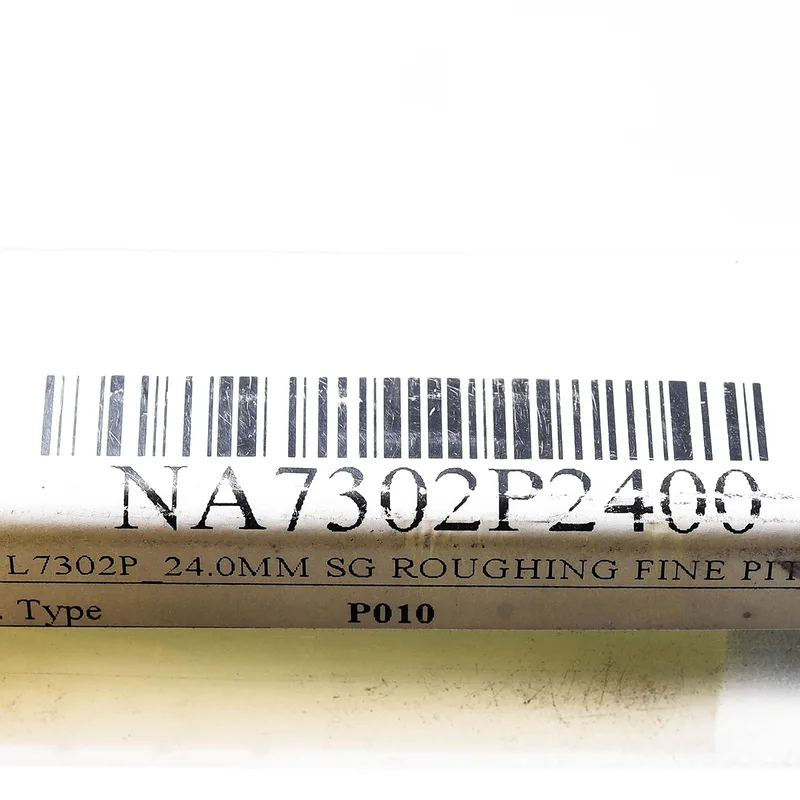 NA7302P2400
L7302P_24.0MM SG ROUGHING FINE PIT
. Type P010